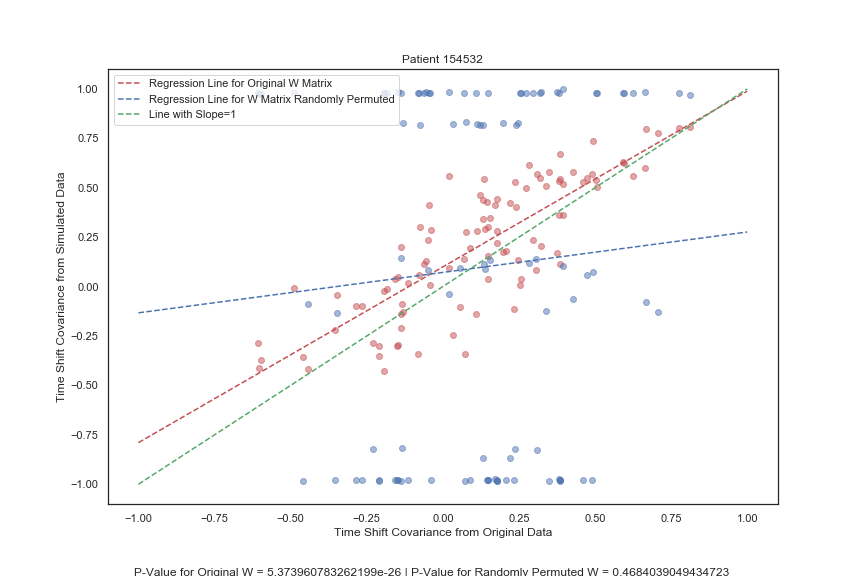 Patient 154532
Regression Line for Original W Matrix
Regression Line for W Matrix Randomly Permuted
Line with Slope=1
Time Shift Covariance from Simulated Data
1.00
0.75
0.50
0.25
0.00
−0.25
−0.50
−0.75
−1.00
−1.00 −0.75 −0.50 −0.25 0.00 0.25 0.50 0.75 1.00
Time Shift Covariance from Original Data
P-Value for Original W = 5.373960783262199e-26 | P-Value for Randomly Permuted W = 0.4684039049434723